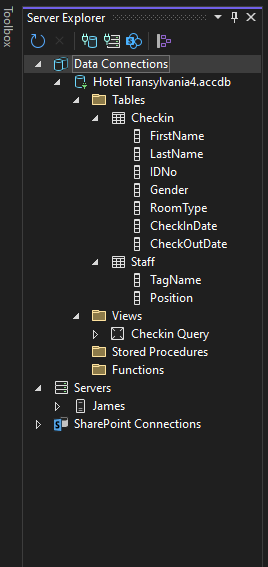 Toolbox
Server Explorer
Data Connections
Hotel Transylvania4.accdb
Tables
Checkin
FirstName
LastName
IDNo
Gender
RoomType
CheckInDate
CheckOutDate
Staff
TagName
Position
Views
Checkin Query
Stored Procedures
Functions
Servers
James
SharePoint Connections